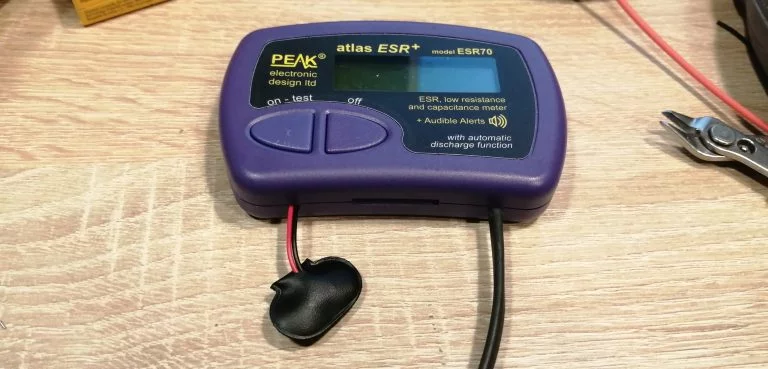 PEAK®
electronic
design ltd
atlas ESR+
model ESR70
on - test
off
ESR, low resistance
and capacitance meter
+ Audible Alerts
with automatic
discharge function